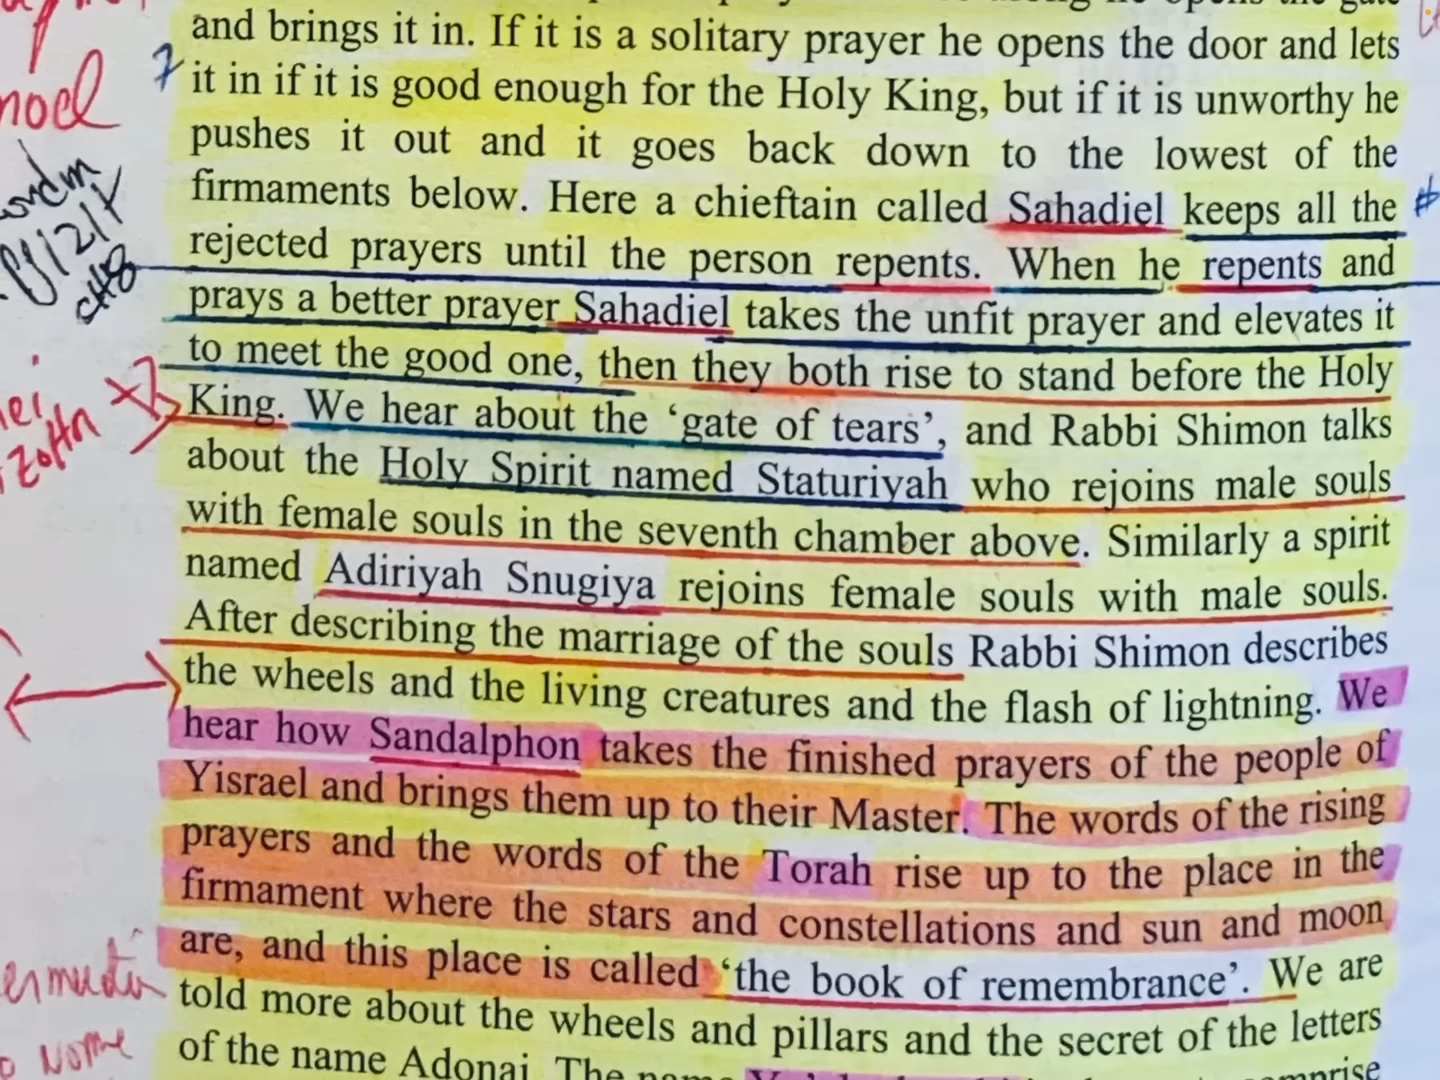 and brings it in. If it is a solitary prayer he opens the door and lets
it in if it is good enough for the Holy King, but if it is unworthy he
pushes it out and it goes back down to the lowest of the
firmaments below. Here a chieftain called Sahadiel keeps all the
rejected prayers until the person repents. When he repents and
prays a better prayer Sahadiel takes the unfit prayer and elevates it
to meet the good one, then they both rise to stand before the Holy
King. We hear about the ‘gate of tears’, and Rabbi Shimon talks
about the Holy Spirit named Staturiyah who rejoins male souls
with female souls in the seventh chamber above. Similarly a spirit
named Adiriyah Snugiya rejoins female souls with male souls.
After describing the marriage of the souls Rabbi Shimon describes
the wheels and the living creatures and the flash of lightning. We
hear how Sandalphon takes the finished prayers of the people of
Yisrael and brings them up to their Master. The words of the rising
prayers and the words of the Torah rise up to the place in the
firmament where the stars and constellations and sun and moon
are, and this place is called ‘the book of remembrance’. We are
told more about the wheels and pillars and the secret of the letters
of the name Adonai. The name